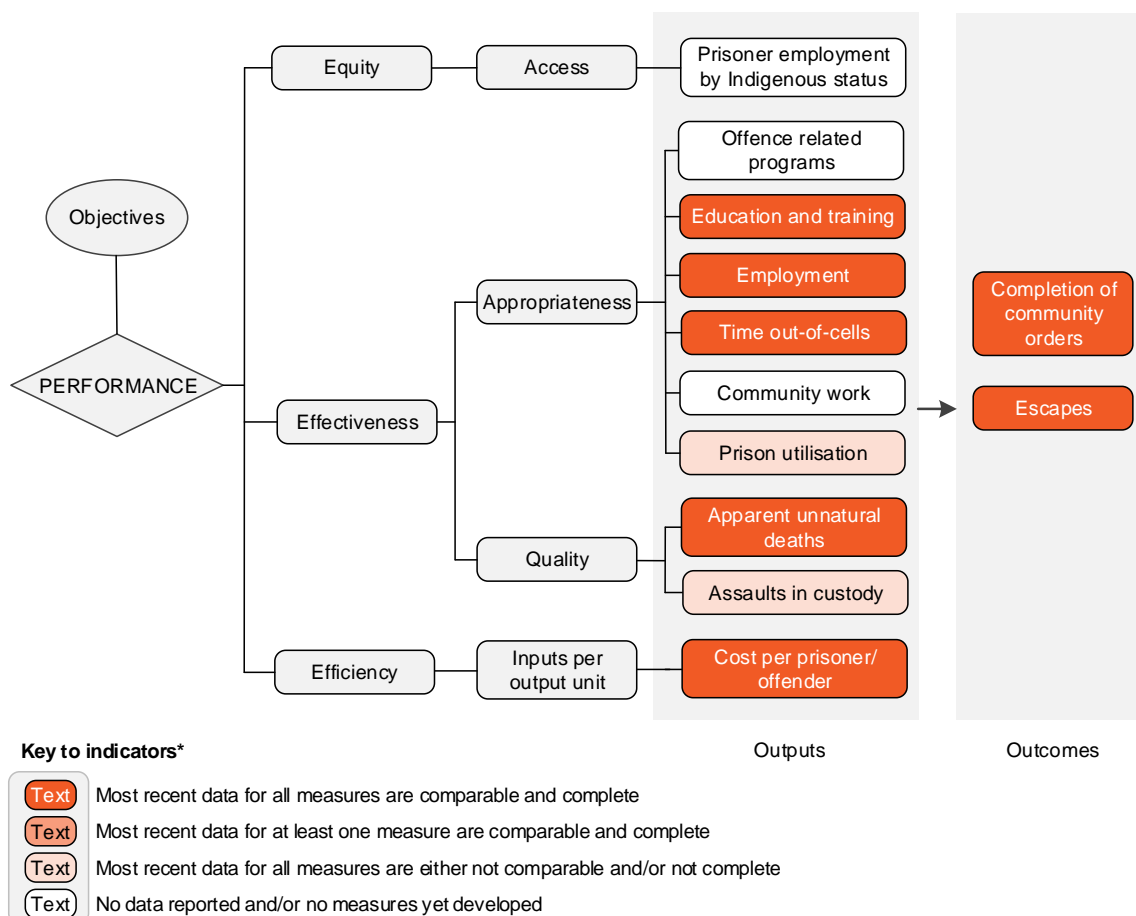 Equity
Access
Prisoner employment
by Indigenous status
Offence related
programs
Objectives
Education and training
Employment
Appropriateness
Time out-of-cells
Completion of
community
orders
PERFORMANCE
Community work
Escapes
Effectiveness
Prison utilisation
Apparent unnatural
deaths
Quality
Assaults in custody
Efficiency
Inputs per
output unit
Cost per prisoner/
offender
Key to indicators*
Outputs
Outcomes
Text Most recent data for all measures are comparable and complete
Text Most recent data for at least one measure are comparable and complete
Text Most recent data for all measures are either not comparable and/or not complete
Text No data reported and/or no measures yet developed